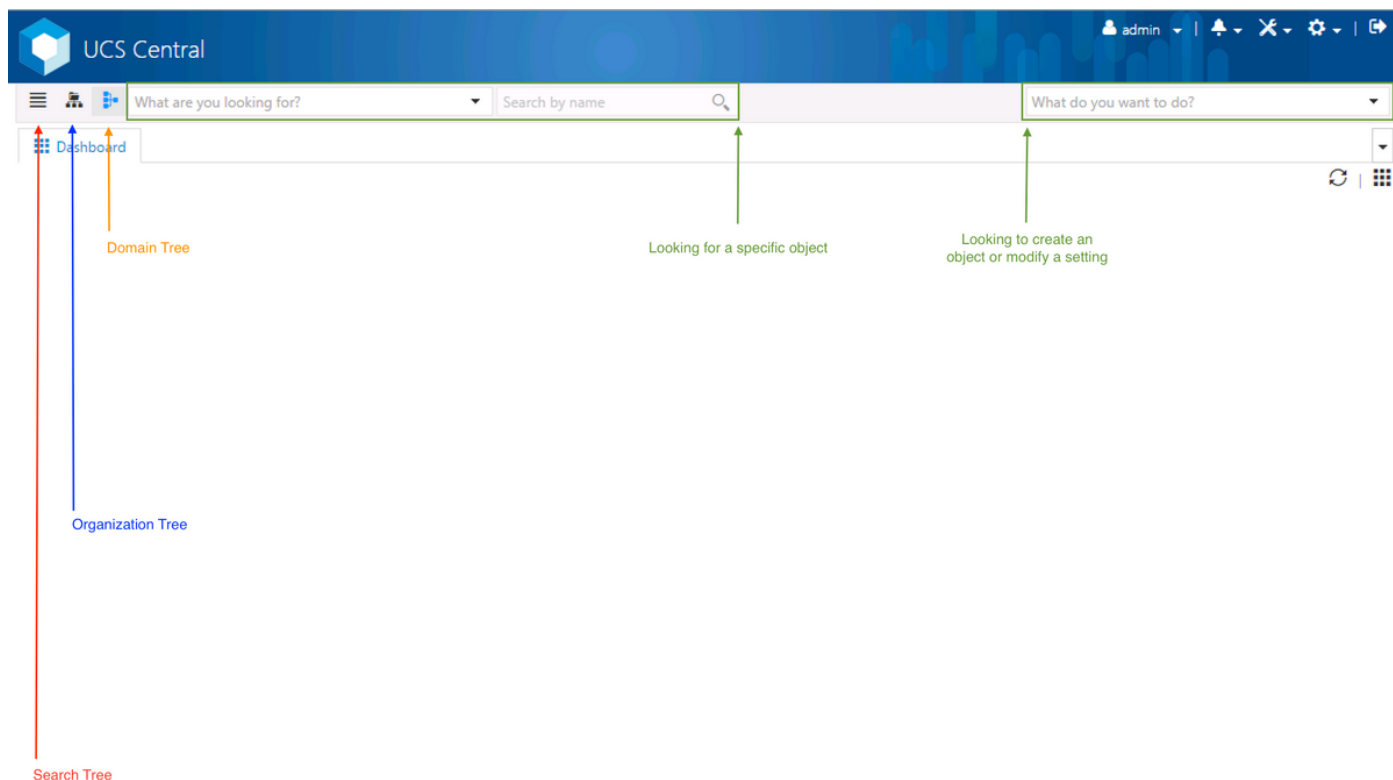 UCS Central
admin
What are you looking for?
Search by name
What do you want to do?
Dashboard
Domain Tree
Looking for a specific object
Looking to create an
object or modify a setting
Organization Tree
Search Tree